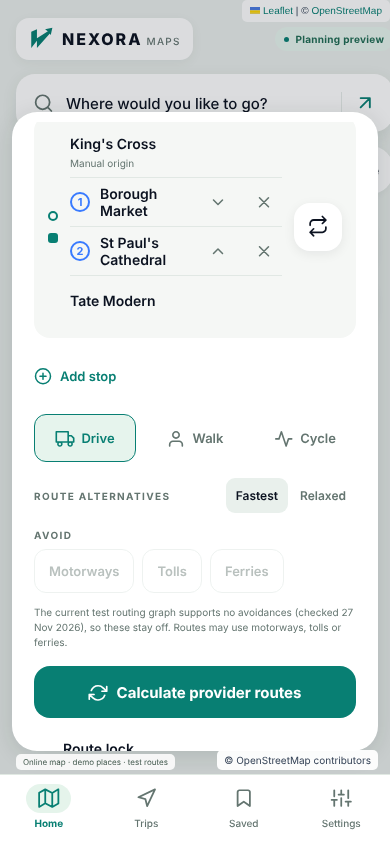 Leaflet | © OpenStreetMap
NEXORA MAPS
Planning preview
Where would you like to go?
King's Cross
Manual origin
1 Borough
Market
2 St Paul's
Cathedral
Tate Modern
Add stop
Drive Walk Cycle
ROUTE ALTERNATIVES Fastest Relaxed
AVOID
Motorways Tolls Ferries
The current test routing graph supports no avoidances (checked 27
Nov 2026), so these stay off. Routes may use motorways, tolls or
ferries.
Calculate provider routes
Route lock
Online map · demo places · test routes
© OpenStreetMap contributors
Home Trips Saved Settings